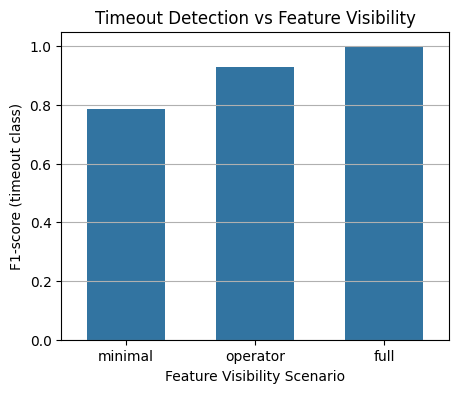 Timeout Detection vs Feature Visibility
1.0
0.8
0.6
0.4
0.2
0.0
F1-score (timeout class)
minimal operator full
Feature Visibility Scenario